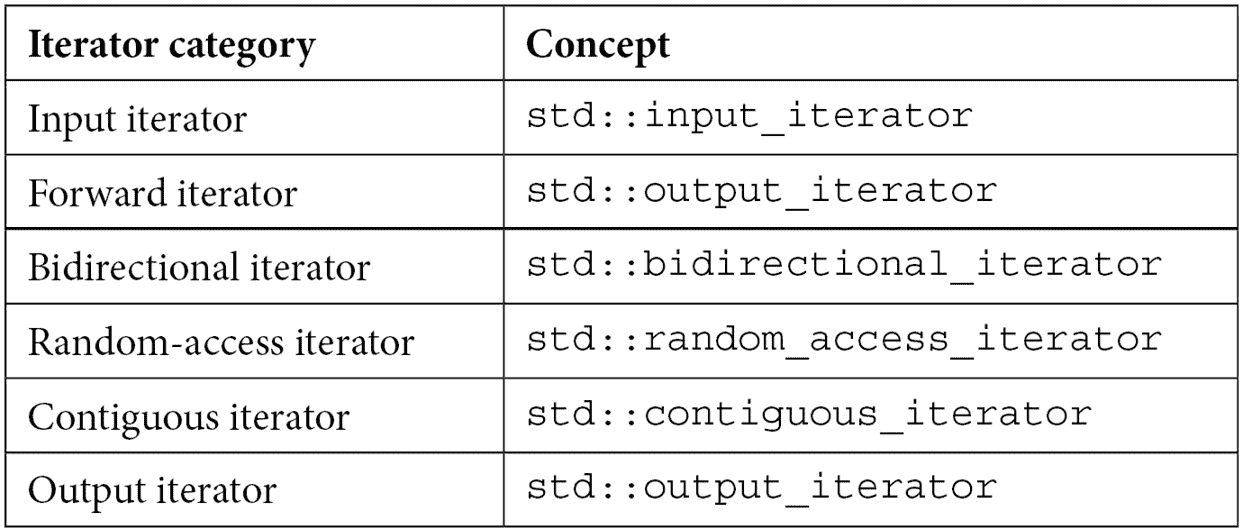 Iterator category Concept
Input iterator std::input_iterator
Forward iterator std::output_iterator
Bidirectional iterator std::bidirectional_iterator
Random-access iterator std::random_access_iterator
Contiguous iterator std::contiguous_iterator
Output iterator std::output_iterator